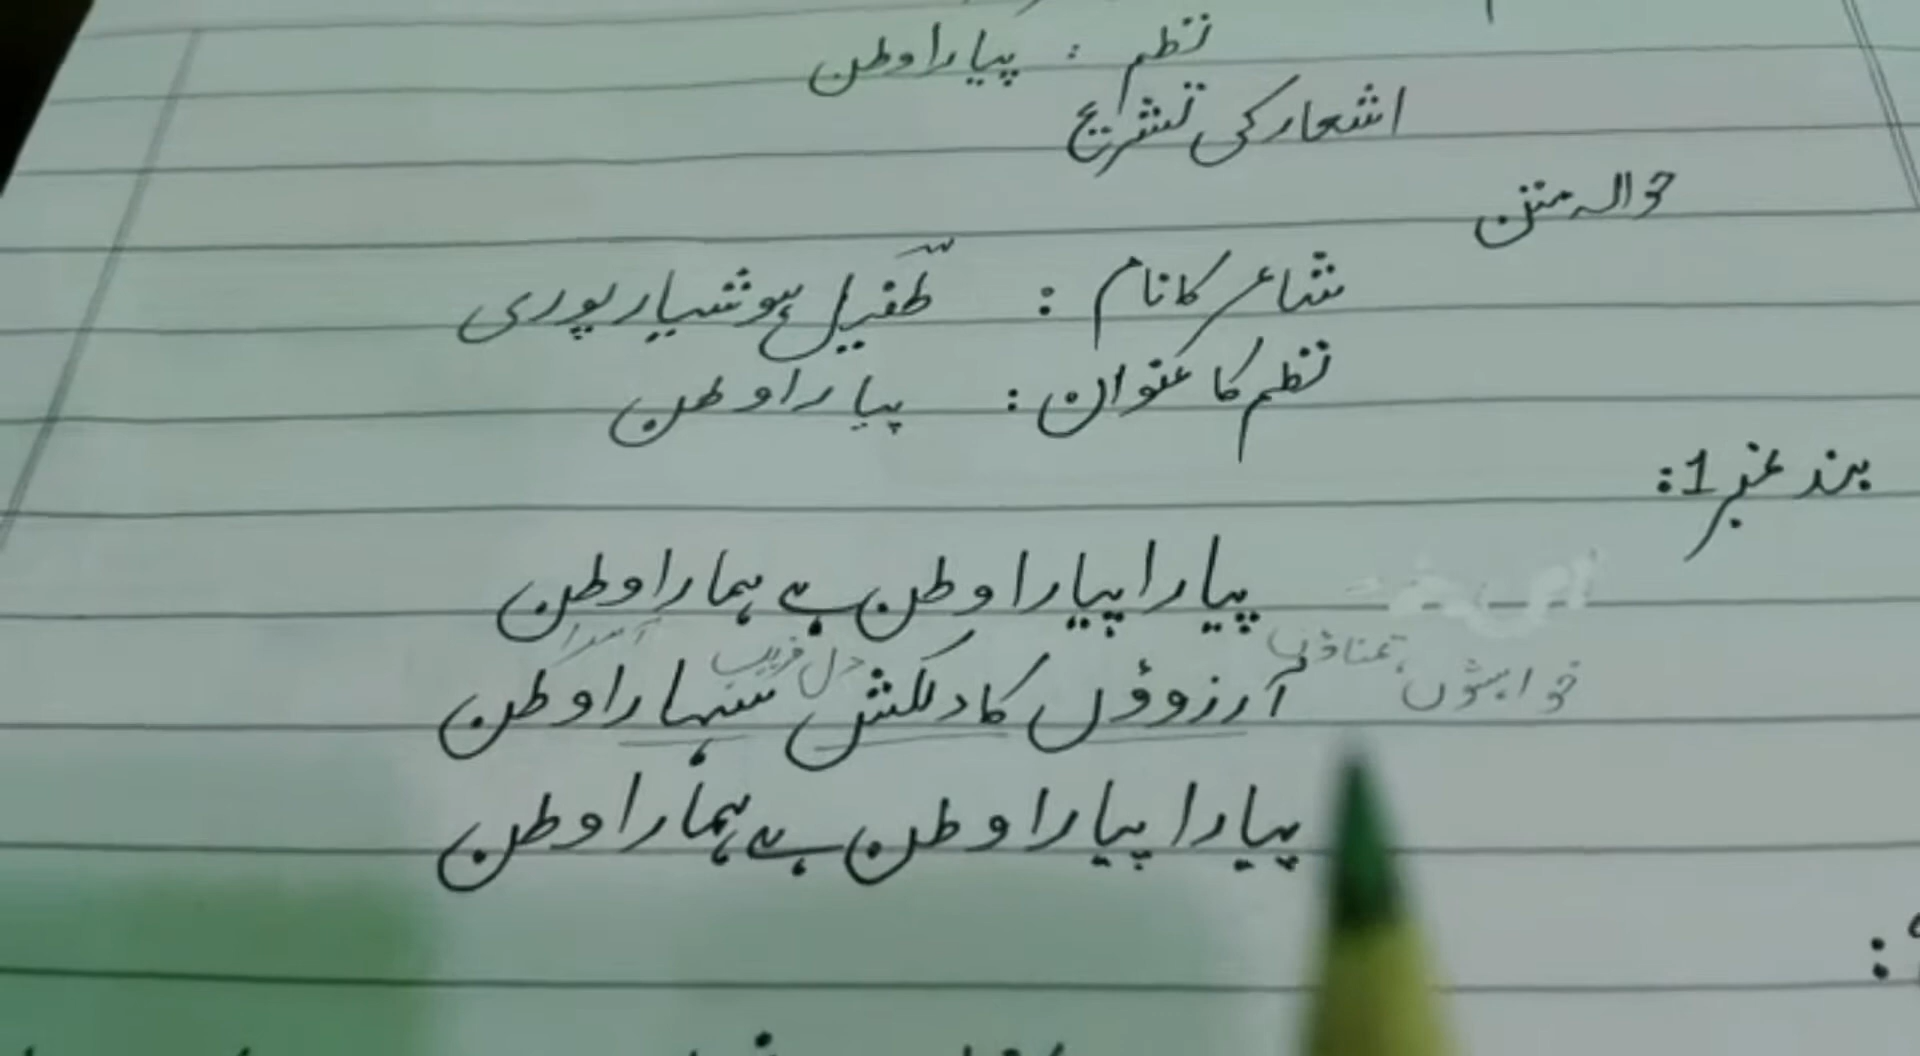 نظم : پیارا وطن
اشعار کی تشریح
حوالہ متن
شاعر کا نام : طفیل ہوشیارپوری
نظم کا عنوان : پیارا وطن
بند نمبر 1:
پیارا پیارا وطن ہے ہمارا وطن
خواہشوں، تمناؤں دل فریب آسرا
آرزوؤں کا دلکش سہارا وطن
پیارا پیارا وطن ہے ہمارا وطن